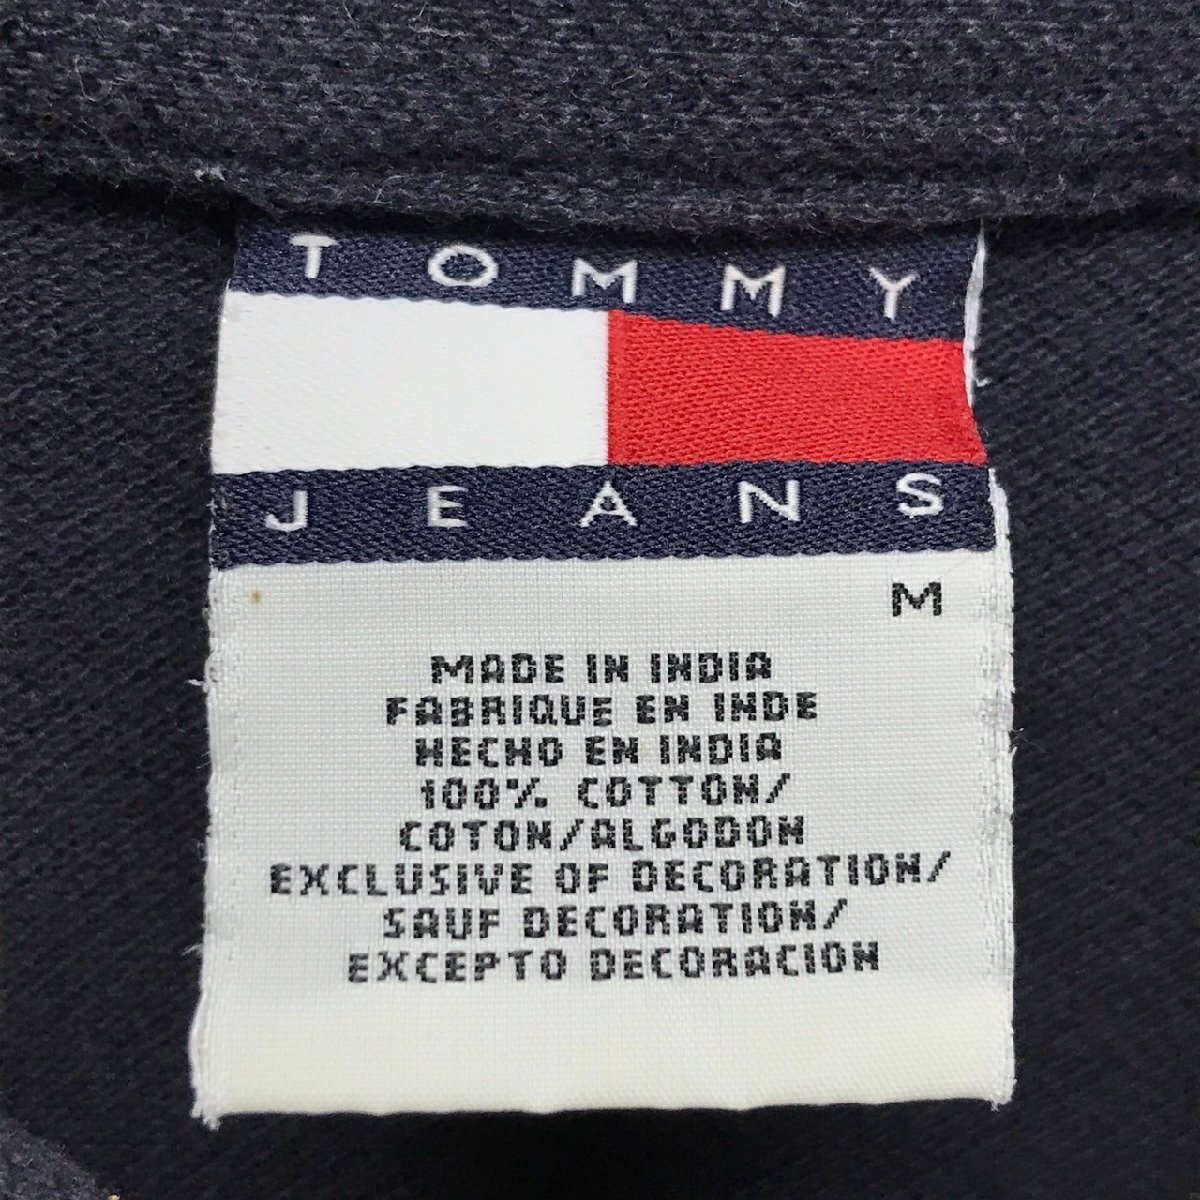 TOMMY
JEANS
M
MADE IN INDIA
FABRIQUE EN INDE
HECHO EN INDIA
100% COTTON/
COTON/ALGODON
EXCLUSIVE OF DECORATION/
SAUF DECORATION/
EXCEPTO DECORACION